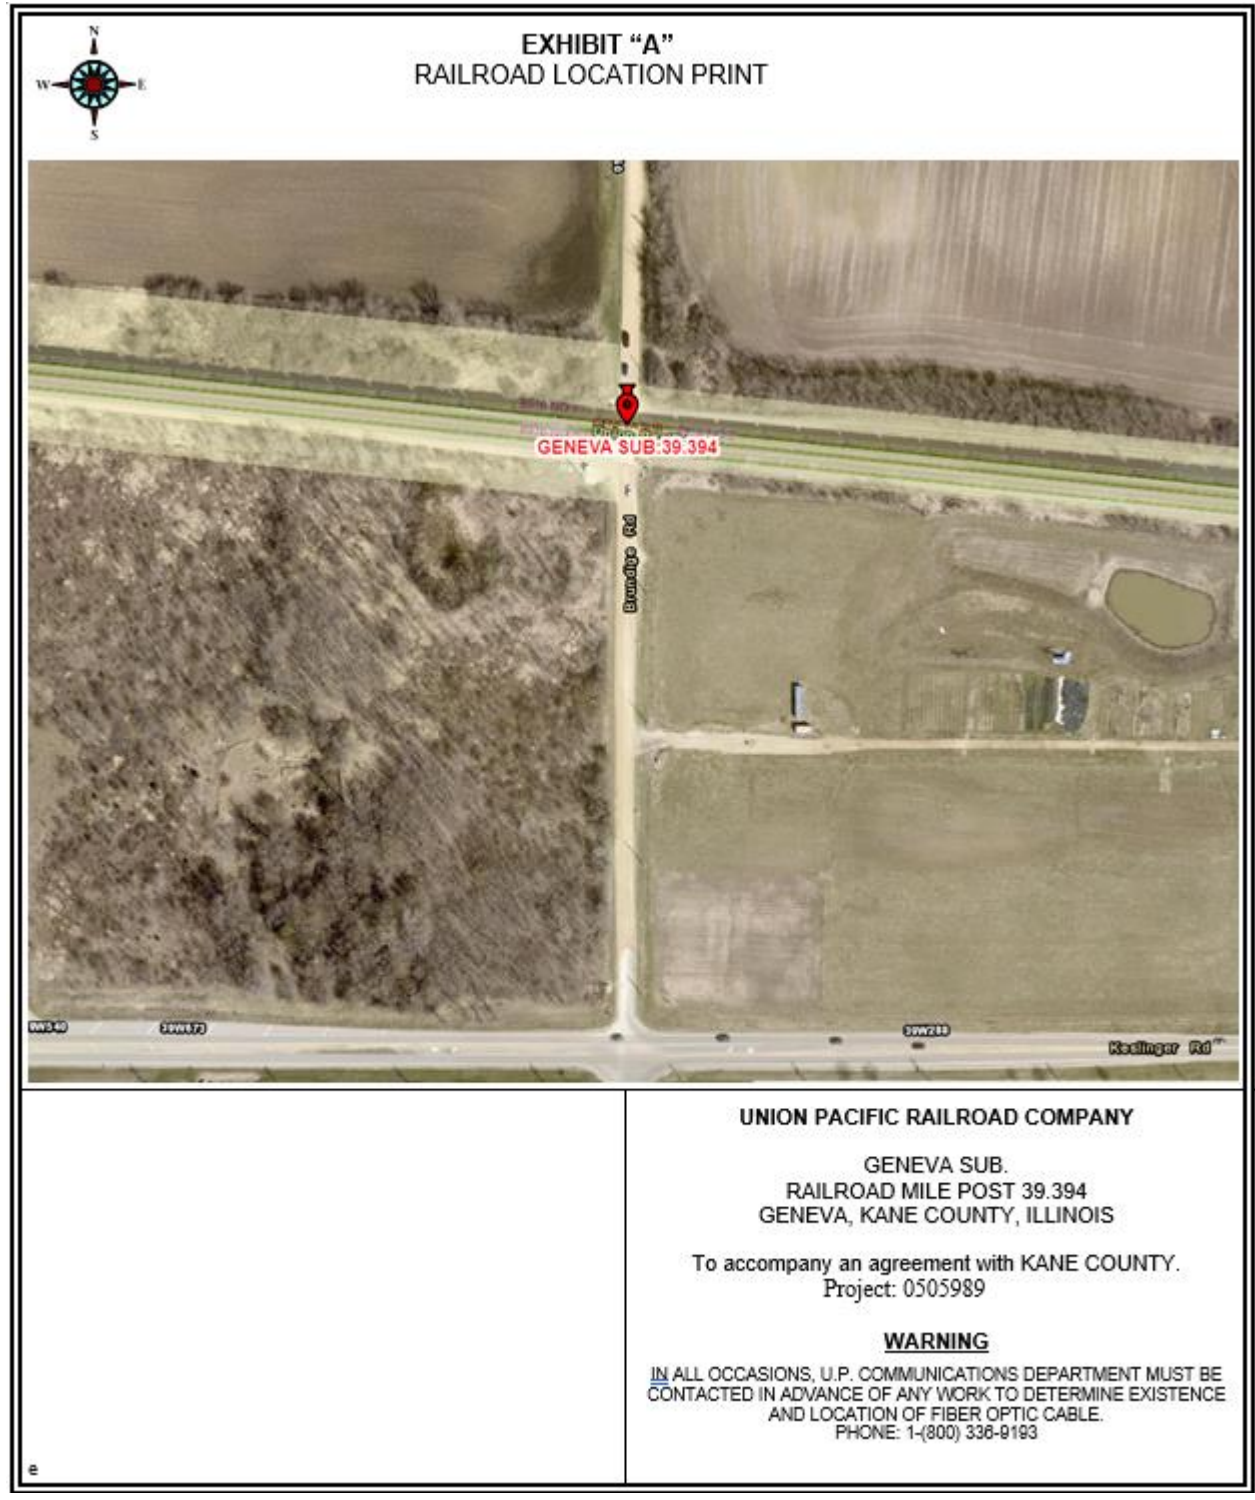 N
W E
S
EXHIBIT “A”
RAILROAD LOCATION PRINT
GENEVA SUB:39.394
Brundige Rd
39W673
39W289
Keslinger Rd
UNION PACIFIC RAILROAD COMPANY
GENEVA SUB.
RAILROAD MILE POST 39.394
GENEVA, KANE COUNTY, ILLINOIS
To accompany an agreement with KANE COUNTY.
Project: 0505989
WARNING
IN ALL OCCASIONS, U.P. COMMUNICATIONS DEPARTMENT MUST BE
CONTACTED IN ADVANCE OF ANY WORK TO DETERMINE EXISTENCE
AND LOCATION OF FIBER OPTIC CABLE.
PHONE: 1-(800) 336-9193
e